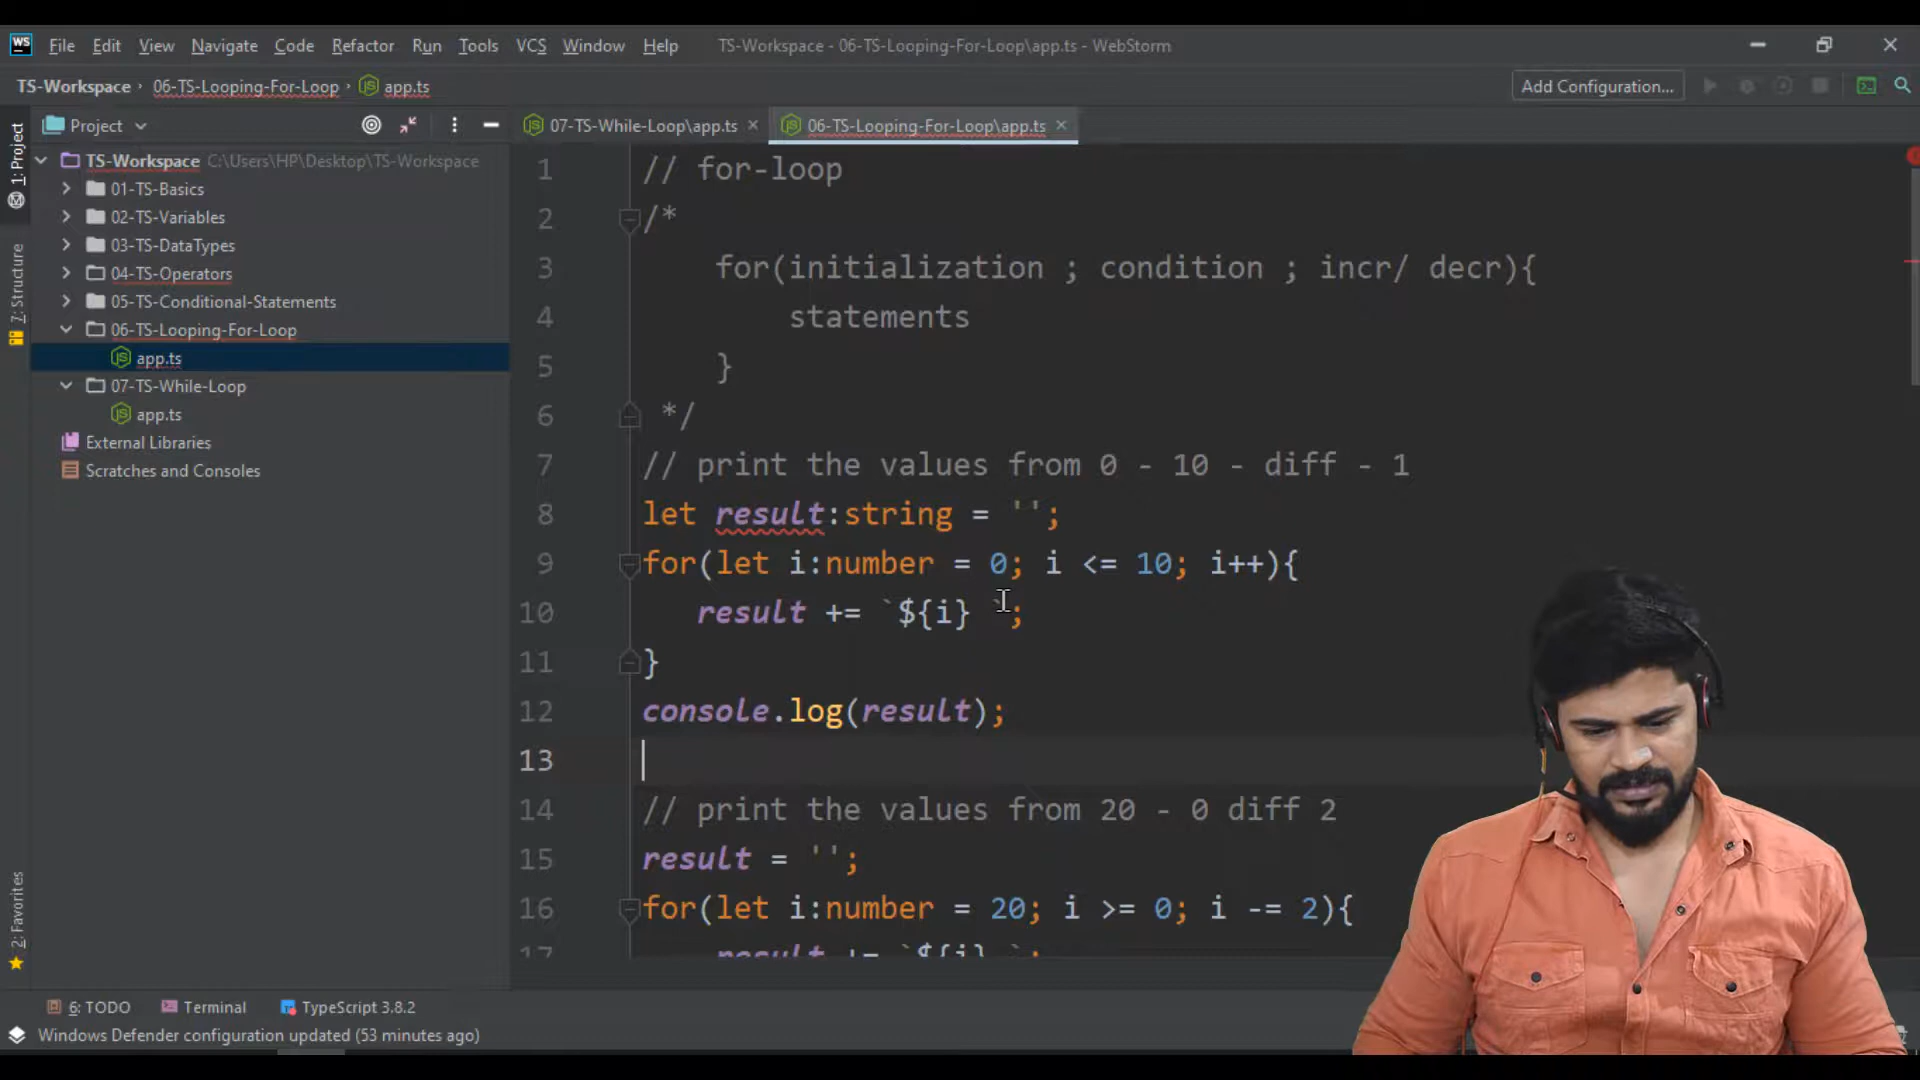 WS File Edit View Navigate Code Refactor Run Tools VCS Window Help TS-Workspace - 06-TS-Looping-For-Loop\app.ts - WebStorm
TS-Workspace › 06-TS-Looping-For-Loop › app.ts Add Configuration...
1: Project
7: Structure
2: Favorites
Project
TS-Workspace C:\Users\HP\Desktop\TS-Workspace
01-TS-Basics
02-TS-Variables
03-TS-DataTypes
04-TS-Operators
05-TS-Conditional-Statements
06-TS-Looping-For-Loop
app.ts
07-TS-While-Loop
app.ts
External Libraries
Scratches and Consoles
07-TS-While-Loop\app.ts 06-TS-Looping-For-Loop\app.ts
1 // for-loop
2 /*
3 for(initialization ; condition ; incr/ decr){
4 statements
5 }
6 */
7 // print the values from 0 - 10 - diff - 1
8 let result:string = '';
9 for(let i:number = 0; i <= 10; i++){
10 result += `${i} `;
11 }
12 console.log(result);
13
14 // print the values from 20 - 0 diff 2
15 result = '';
16 for(let i:number = 20; i >= 0; i -= 2){
17 result += `${i} `;
6: TODO Terminal TypeScript 3.8.2
Windows Defender configuration updated (53 minutes ago)